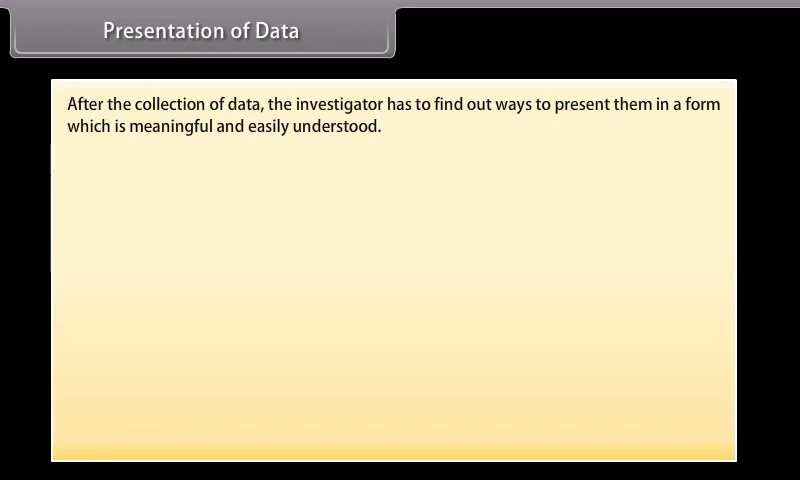 Presentation of Data
After the collection of data, the investigator has to find out ways to present them in a form
which is meaningful and easily understood.